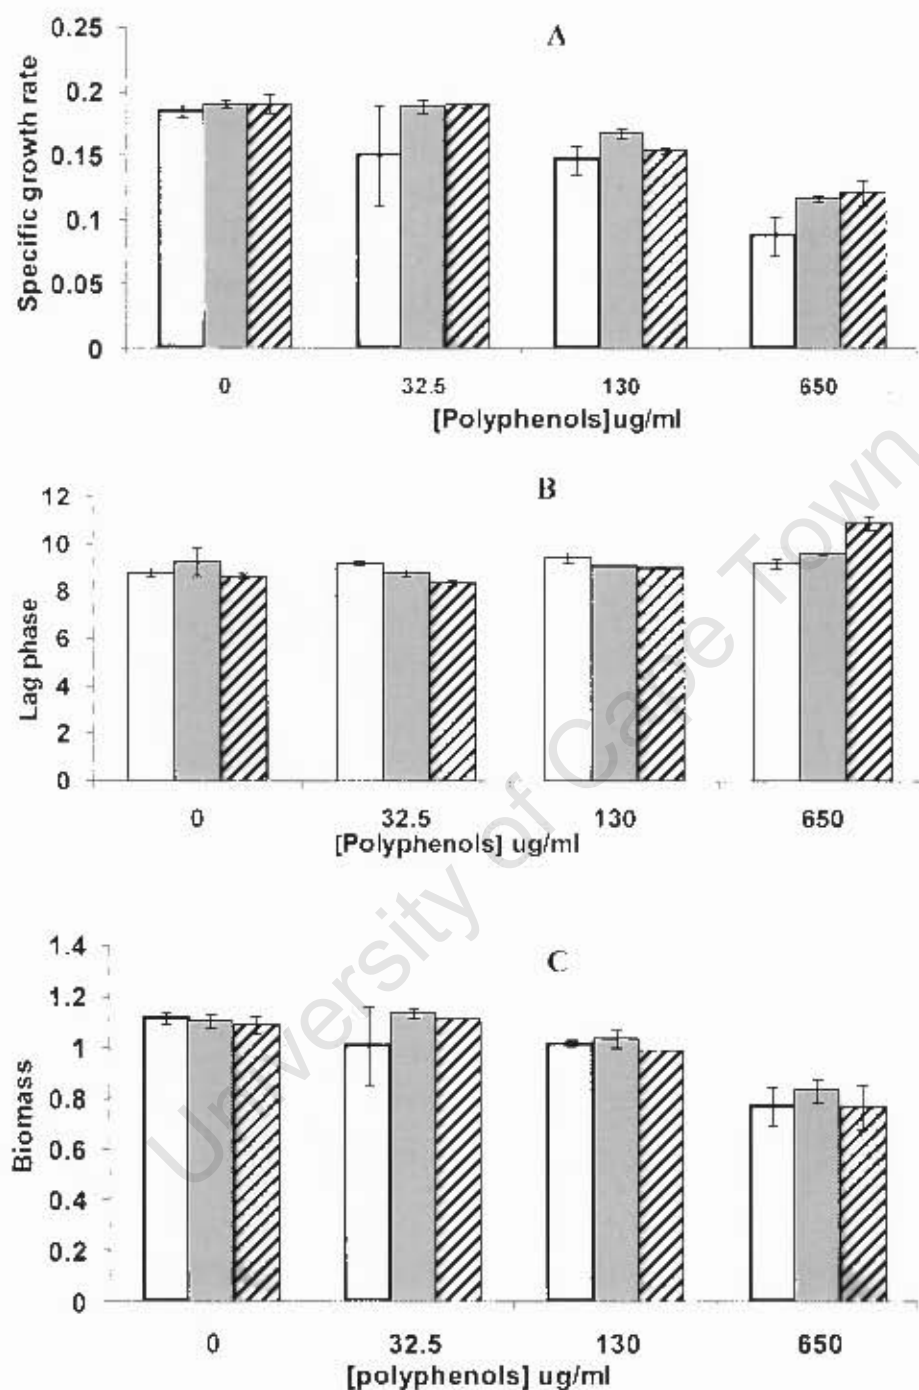 A
0.25
0.2
0.15
0.1
0.05
0
Specific growth rate
0 32.5 130 650
[Polyphenols]ug/ml
B
12
10
8
6
4
2
0
Lag phase
0 32.5 130 650
[Polyphenols] ug/ml
C
1.4
1.2
1
0.8
0.6
0.4
0.2
0
Biomass
0 32.5 130 650
[polyphenols] ug/ml
University of Cape Town